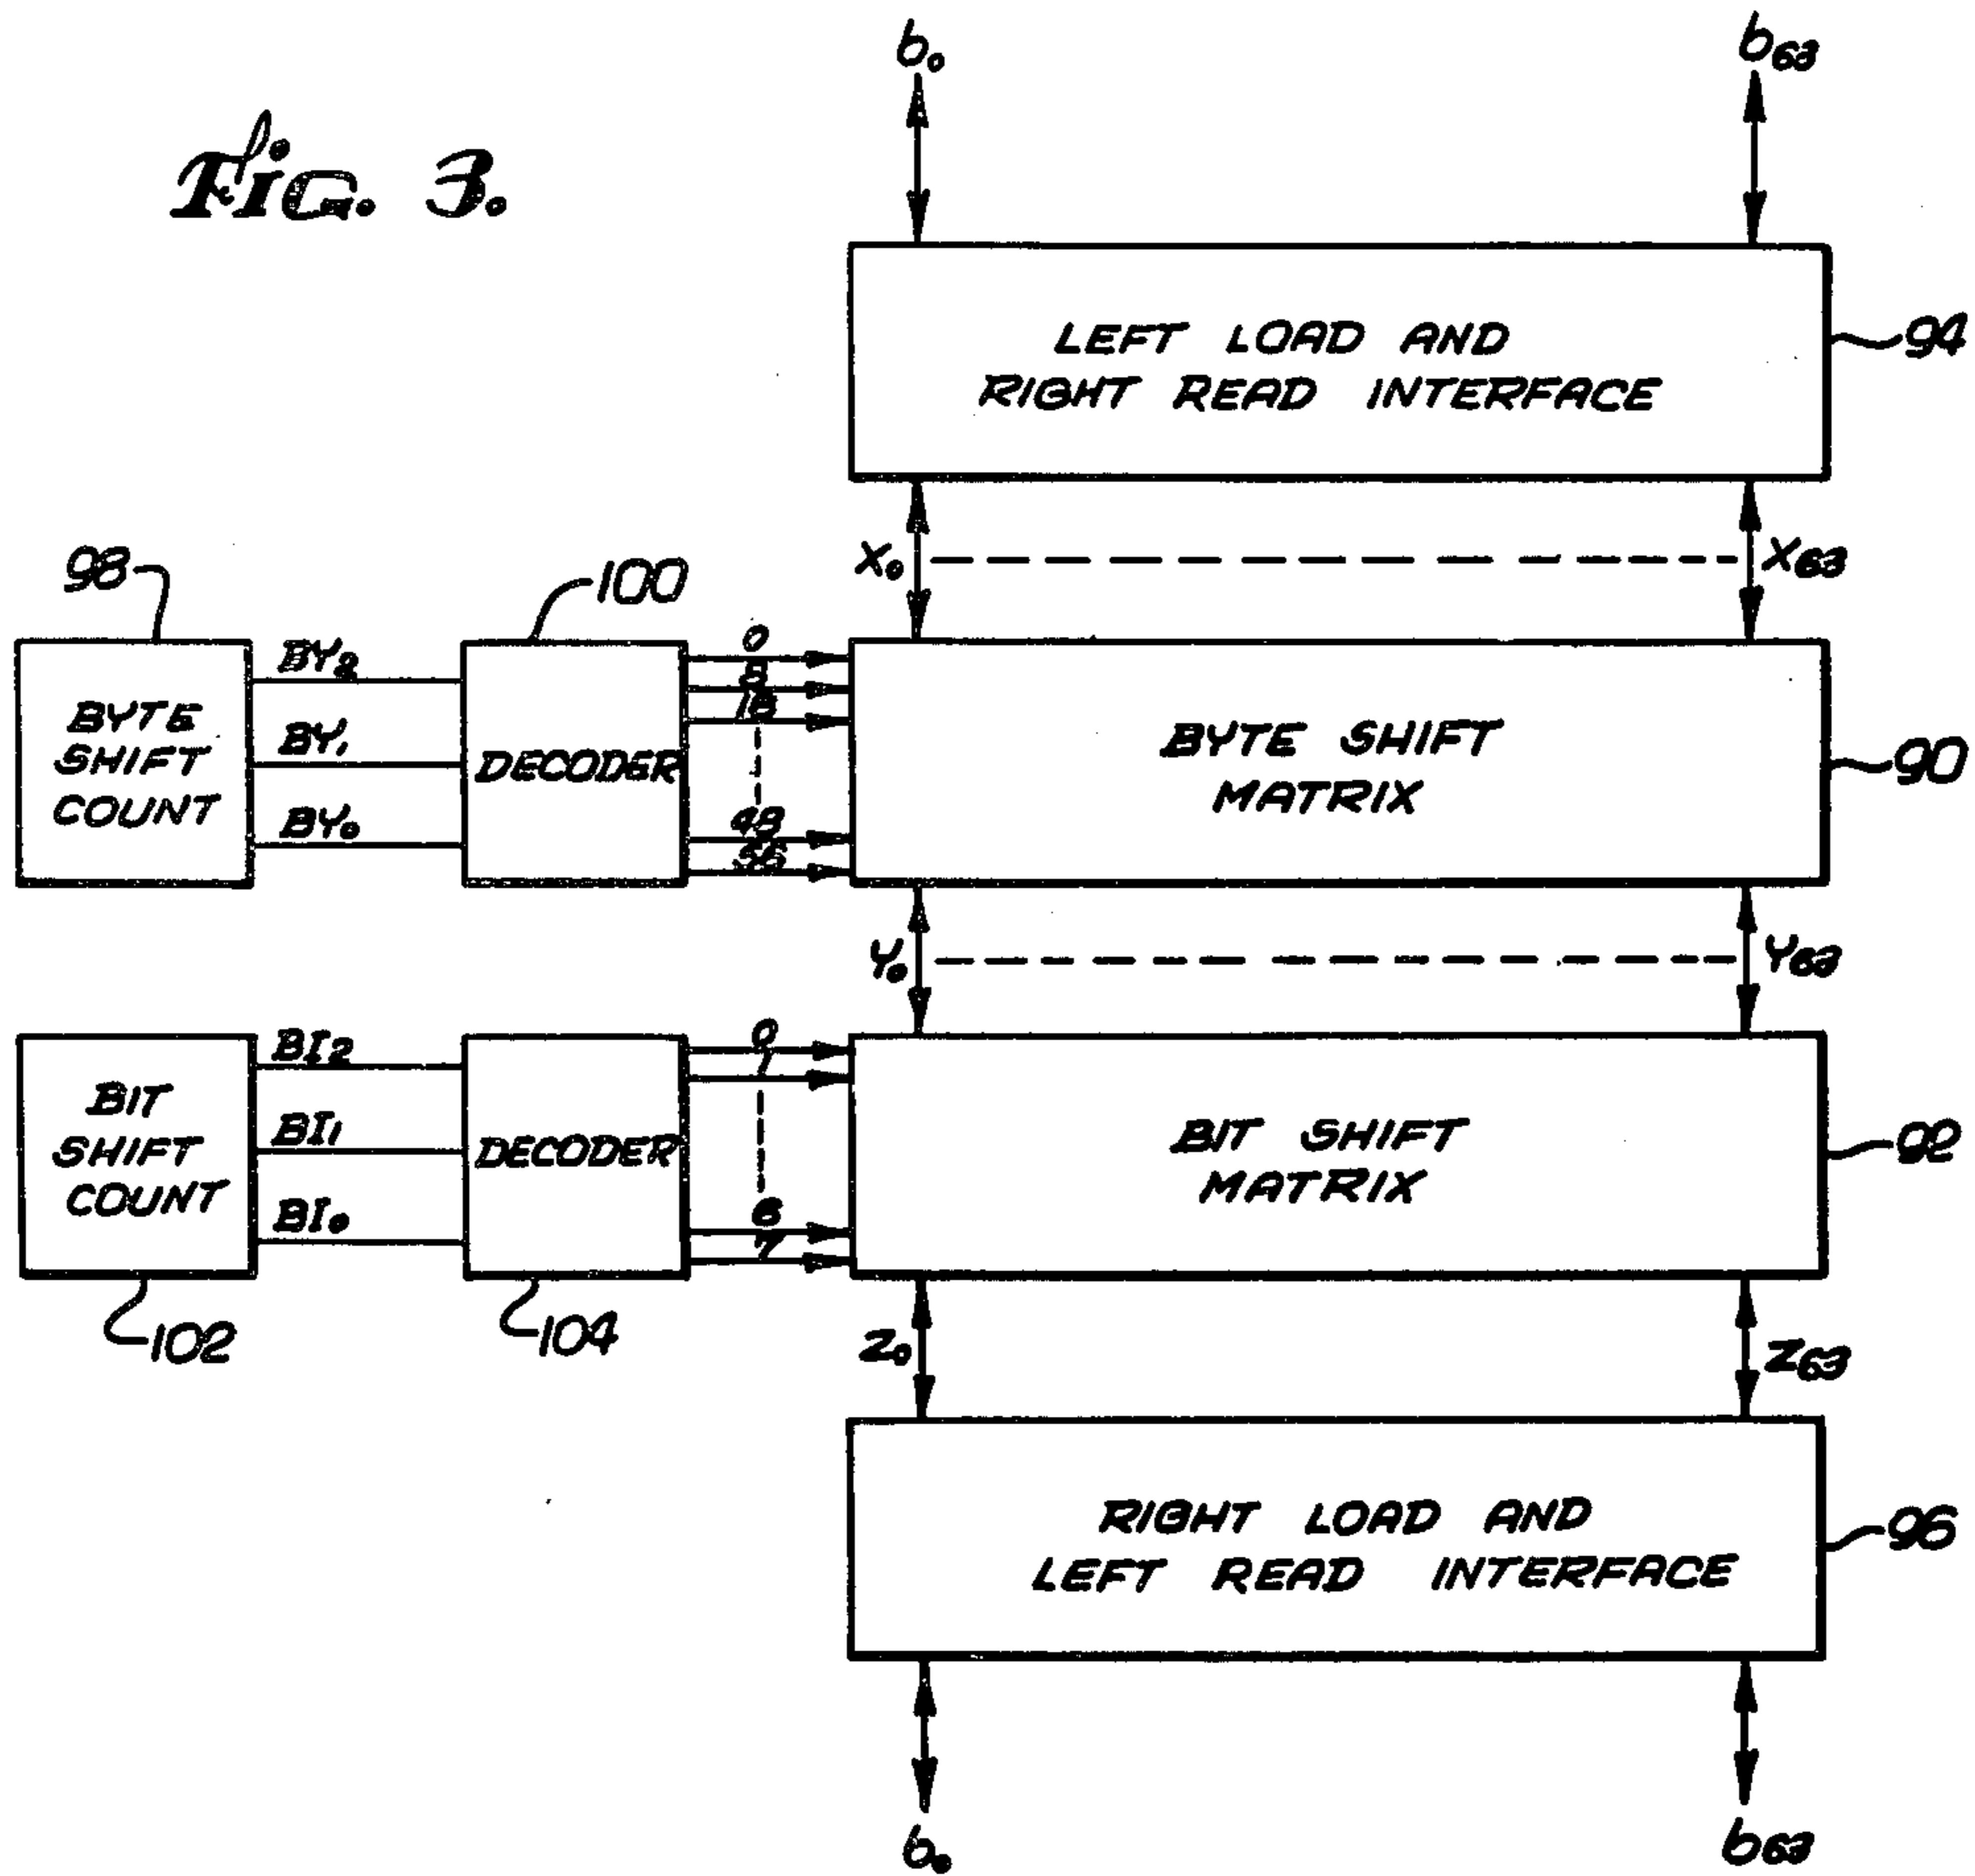 FIG. 3.
b₀ b₆₃
LEFT LOAD AND
RIGHT READ INTERFACE
94
X₀ X₆₃
98
100
BYTE
SHIFT
COUNT
BY₂
BY₁
BY₀
DECODER
0
8
16
48
56
BYTE SHIFT
MATRIX
90
Y₀ Y₆₃
BIT
SHIFT
COUNT
BI₂
BI₁
BI₀
DECODER
0
1
6
7
BIT SHIFT
MATRIX
92
102
104
Z₀ Z₆₃
RIGHT LOAD AND
LEFT READ INTERFACE
96
b₀ b₆₃